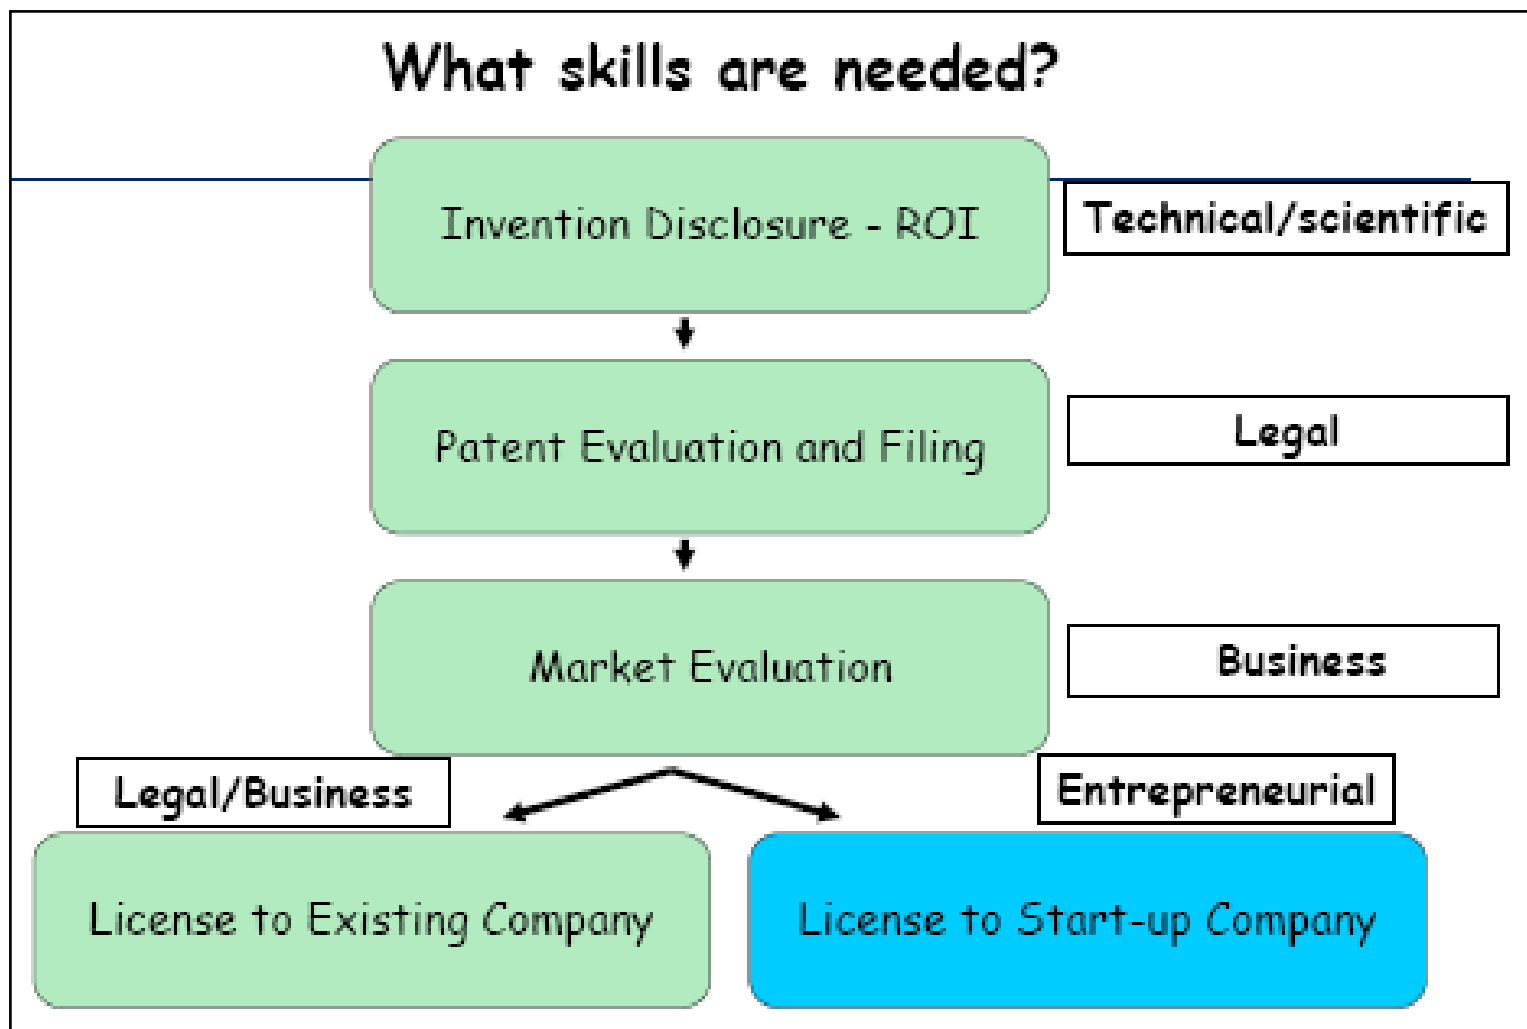 What skills are needed?
Invention Disclosure - ROI
Technical/scientific
Patent Evaluation and Filing
Legal
Market Evaluation
Business
Legal/Business
Entrepreneurial
License to Existing Company
License to Start-up Company